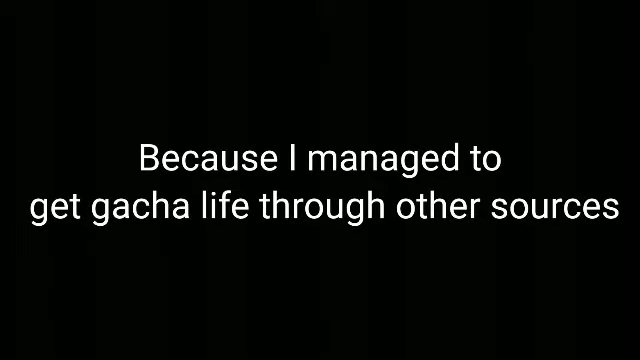 Because I managed to
get gacha life through other sources